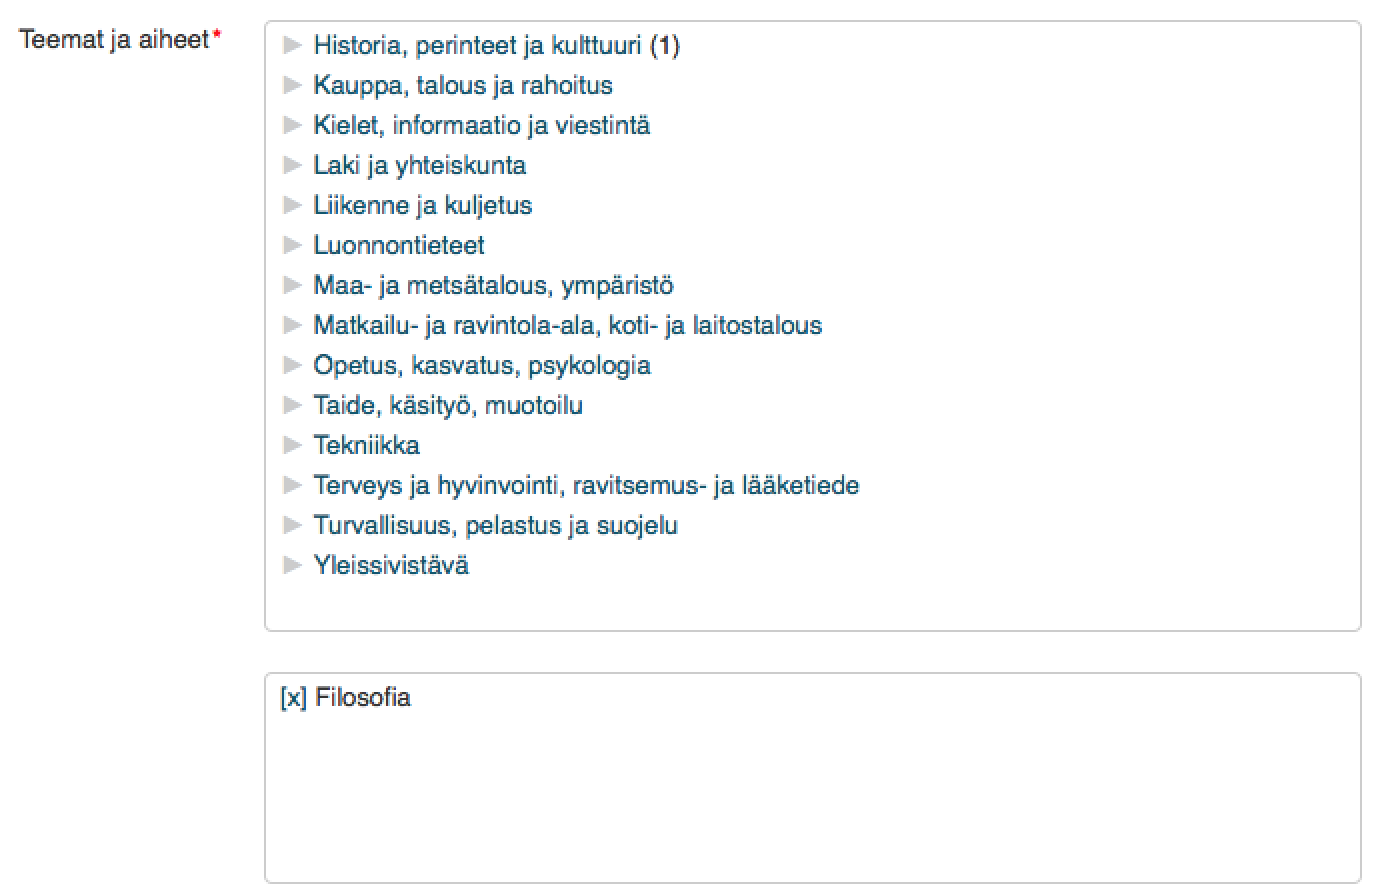 Teemat ja aiheet*
Historia, perinteet ja kulttuuri (1)
Kauppa, talous ja rahoitus
Kielet, informaatio ja viestintä
Laki ja yhteiskunta
Liikenne ja kuljetus
Luonnontieteet
Maa- ja metsätalous, ympäristö
Matkailu- ja ravintola-ala, koti- ja laitostalous
Opetus, kasvatus, psykologia
Taide, käsityö, muotoilu
Tekniikka
Terveys ja hyvinvointi, ravitsemus- ja lääketiede
Turvallisuus, pelastus ja suojelu
Yleissivistävä
[x] Filosofia